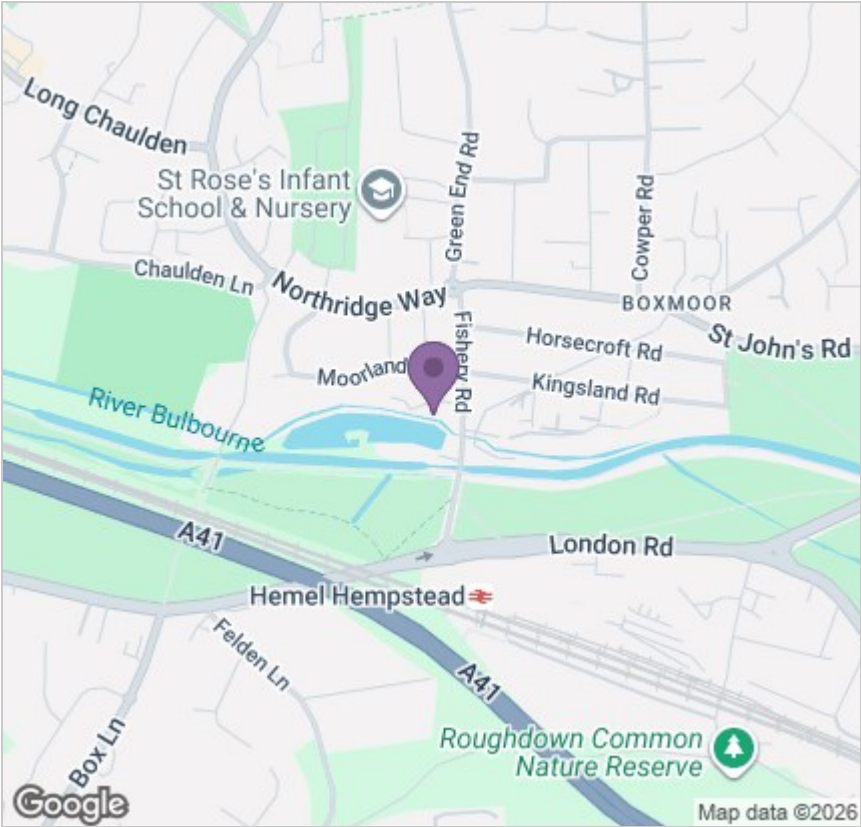 Long Chaulden
St Rose's Infant
School & Nursery
Green End Rd
Cowper Rd
Chaulden Ln
Northridge Way
BOXMOOR
Fishery Rd
Horsecroft Rd
St John's Rd
Moorland
Kingsland Rd
River Bulbourne
A41
London Rd
Hemel Hempstead
Felden Ln
A41
Box Ln
Roughdown Common
Nature Reserve
Google
Map data ©2026